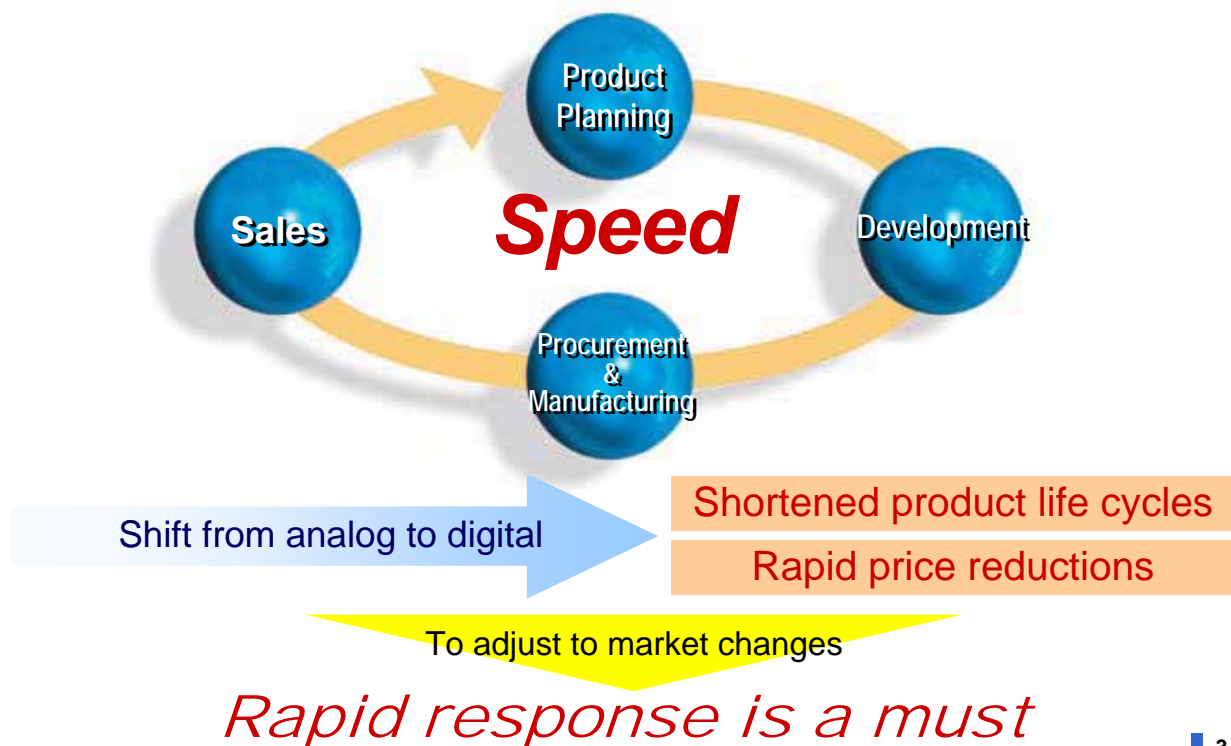 Product
Planning
Sales
Speed
Development
Procurement
&
Manufacturing
Shift from analog to digital
Shortened product life cycles
Rapid price reductions
To adjust to market changes
Rapid response is a must